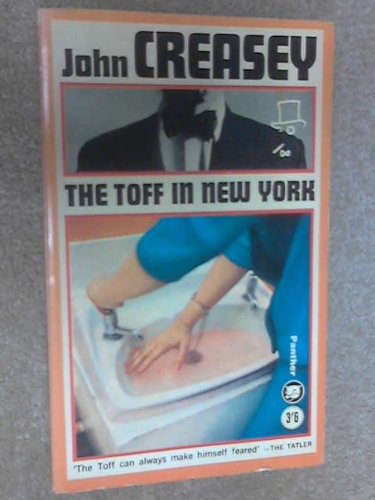 John CREASEY
THE TOFF IN NEW YORK
Panther
3'6
'The Toff can always make himself feared' —THE TATLER